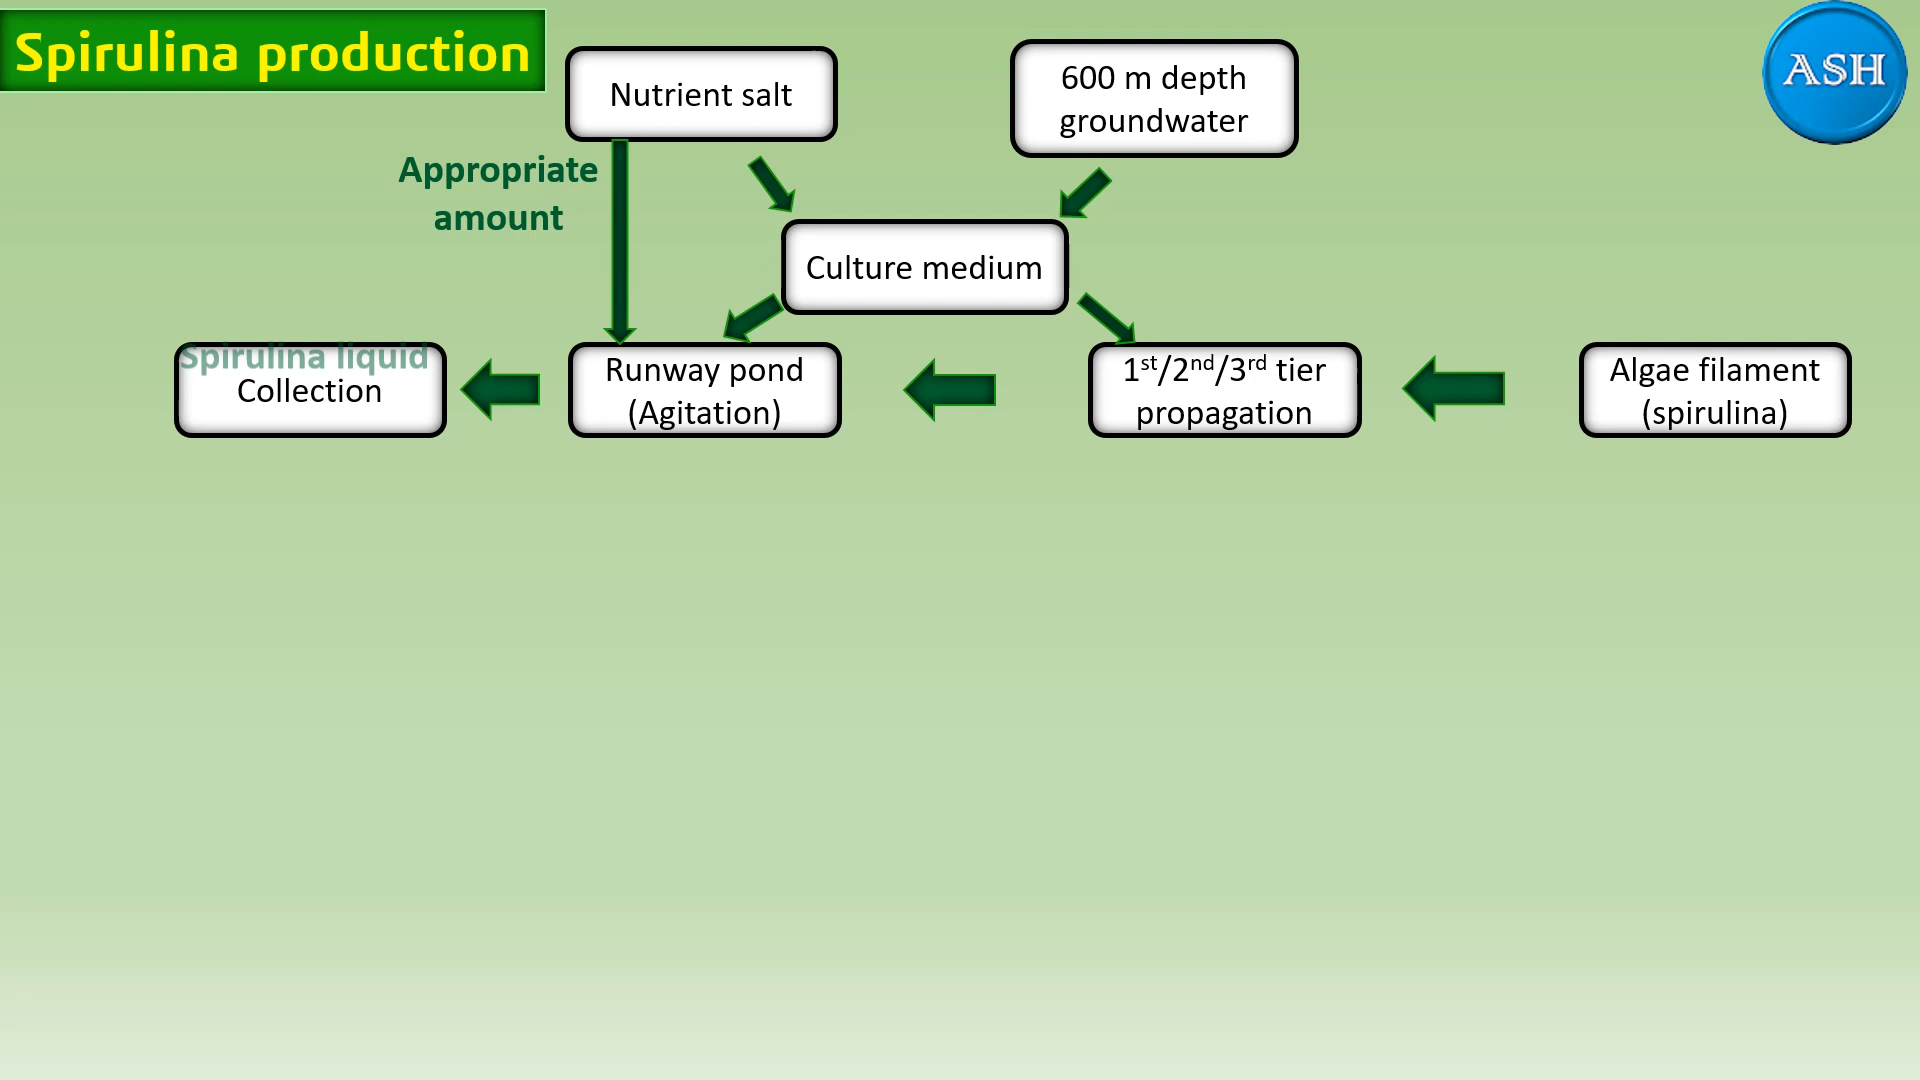 Spirulina production
Nutrient salt
600 m depth
groundwater
ASH
Appropriate
amount
Culture medium
Spirulina liquid
Collection
Runway pond
(Agitation)
1st/2nd/3rd tier
propagation
Algae filament
(spirulina)